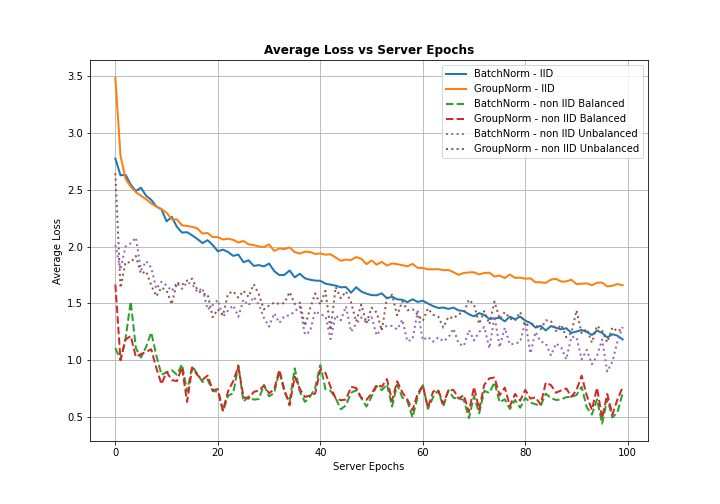 Average Loss vs Server Epochs
BatchNorm - IID
GroupNorm - IID
BatchNorm - non IID Balanced
GroupNorm - non IID Balanced
BatchNorm - non IID Unbalanced
GroupNorm - non IID Unbalanced
Average Loss
3.5
3.0
2.5
2.0
1.5
1.0
0.5
0
20
40
60
80
100
Server Epochs